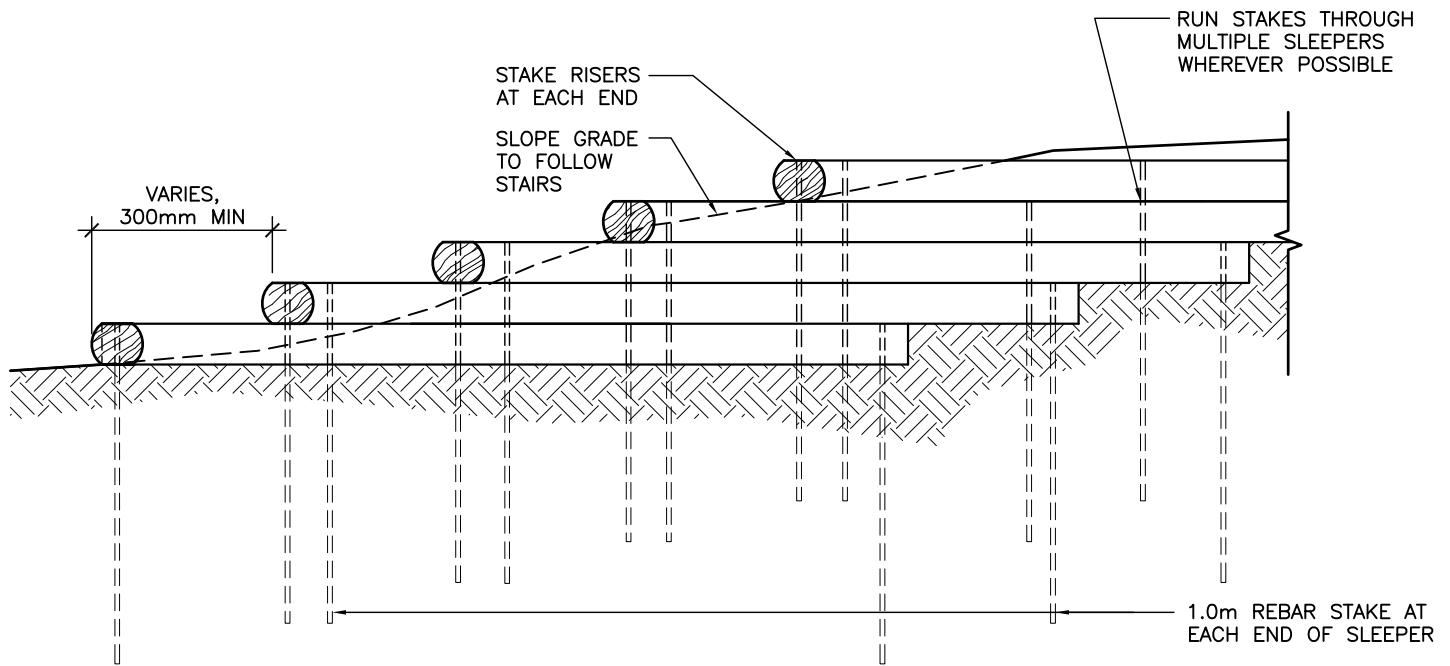 RUN STAKES THROUGH
MULTIPLE SLEEPERS
WHEREVER POSSIBLE
STAKE RISERS
AT EACH END
SLOPE GRADE
TO FOLLOW
STAIRS
VARIES,
300mm MIN
1.0m REBAR STAKE AT
EACH END OF SLEEPER